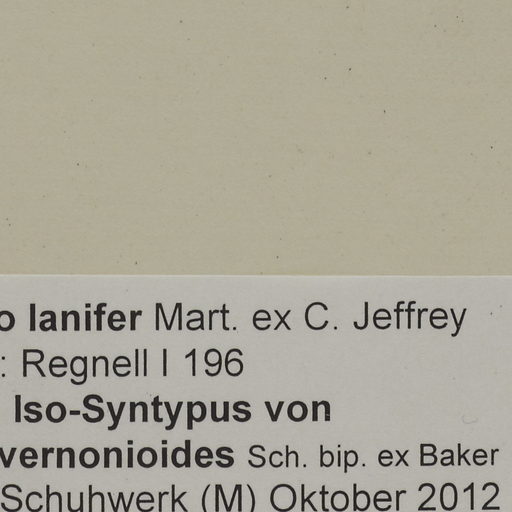 o lanifer Mart. ex C. Jeffrey
: Regnell I 196
Iso-Syntypus von
vernonioides Sch. bip. ex Baker
Schuhwerk (M) Oktober 2012